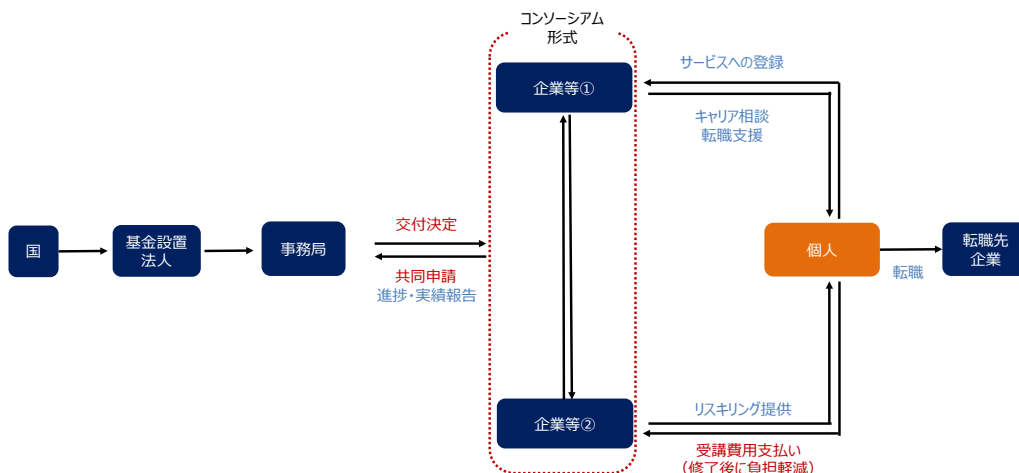 コンソーシアム
形式
企業等①
サービスへの登録
キャリア相談
転職支援
国
基金設置
法人
事務局
交付決定
共同申請
進捗・実績報告
個人
転職
転職先
企業
企業等②
リスキリング提供
受講費用支払い
（修了後に負担軽減）